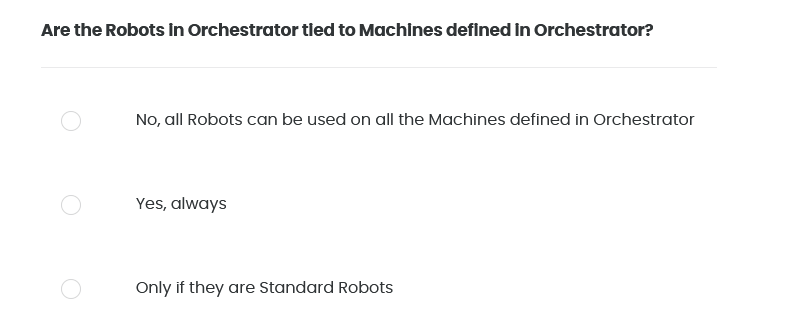 Are the Robots in Orchestrator tied to Machines defined in Orchestrator?
No, all Robots can be used on all the Machines defined in Orchestrator
Yes, always
Only if they are Standard Robots